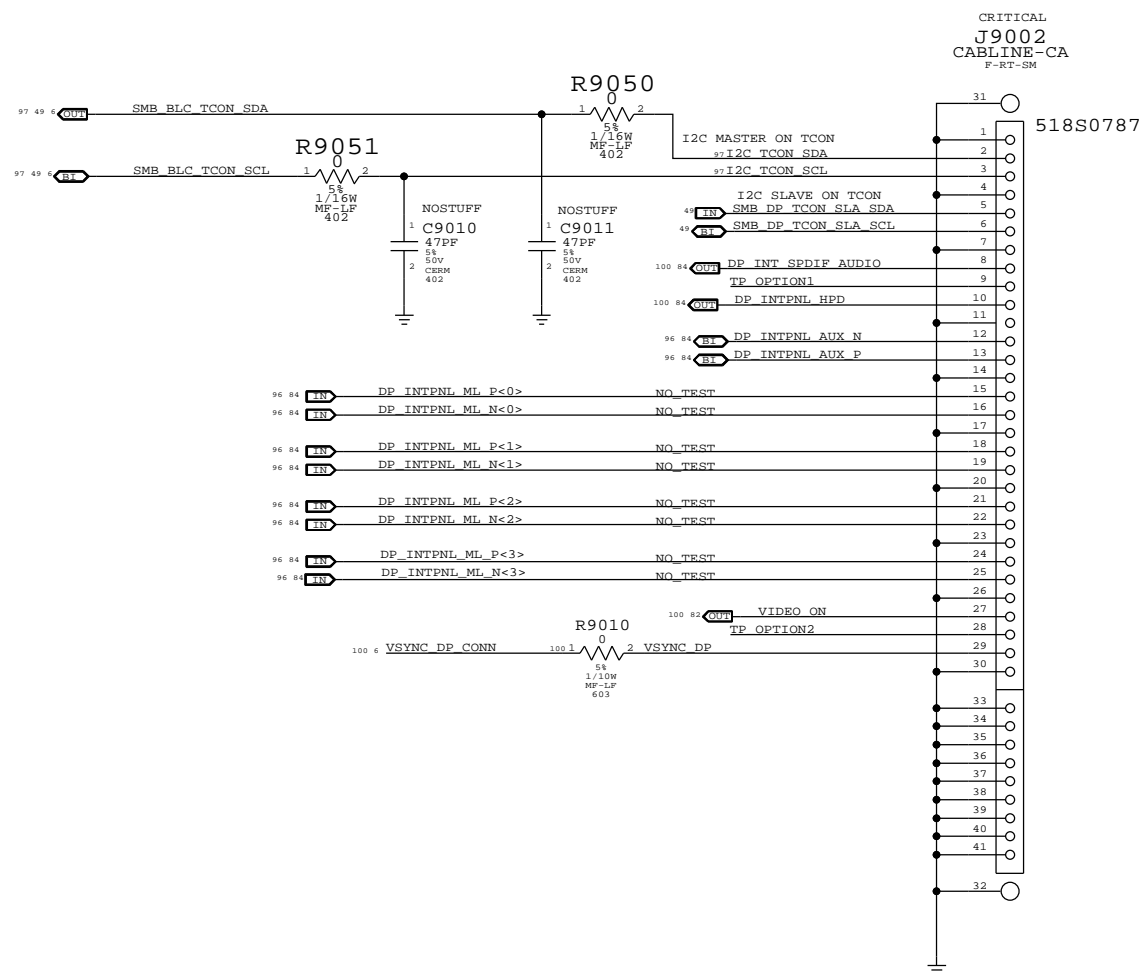 CRITICAL
J9002
CABLINE-CA
F-RT-SM
518S0787
R9050
0
1 2
5%
1/16W
MF-LF
402
97 49 6 OUT SMB_BLC_TCON_SDA
R9051
0
1 2
5%
1/16W
MF-LF
402
97 49 6 BI SMB_BLC_TCON_SCL
NOSTUFF
C9010
1
2
47PF
5%
50V
CERM
402
NOSTUFF
C9011
1
2
47PF
5%
50V
CERM
402
31
I2C MASTER ON TCON 1
97 I2C_TCON_SDA 2
97 I2C_TCON_SCL 3
I2C SLAVE ON TCON 4
49 IN SMB_DP_TCON_SLA_SDA 5
49 BI SMB_DP_TCON_SLA_SCL 6
7
100 84 OUT DP_INT_SPDIF_AUDIO 8
TP_OPTION1 9
100 84 OUT DP_INTPNL_HPD 10
11
96 84 BI DP_INTPNL_AUX_N 12
96 84 BI DP_INTPNL_AUX_P 13
14
96 84 IN DP_INTPNL_ML_P<0> NO_TEST 15
96 84 IN DP_INTPNL_ML_N<0> NO_TEST 16
17
96 84 IN DP_INTPNL_ML_P<1> NO_TEST 18
96 84 IN DP_INTPNL_ML_N<1> NO_TEST 19
20
96 84 IN DP_INTPNL_ML_P<2> NO_TEST 21
96 84 IN DP_INTPNL_ML_N<2> NO_TEST 22
23
96 84 IN DP_INTPNL_ML_P<3> NO_TEST 24
96 84 IN DP_INTPNL_ML_N<3> NO_TEST 25
26
100 82 OUT VIDEO_ON 27
TP_OPTION2 28
R9010
0
100 6 VSYNC_DP_CONN 100 1 2 VSYNC_DP 29
5%
1/10W
MF-LF
603
30
33
34
35
36
37
38
39
40
41
32